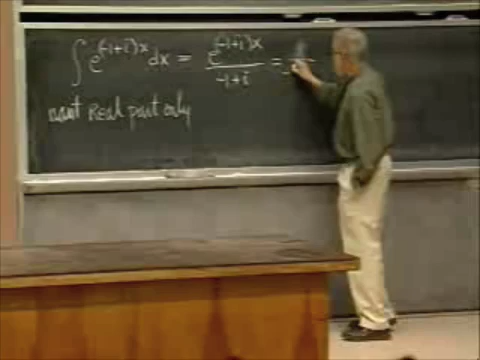 ∫ e^(-1+i)x dx = e^(-1+i)x / -1+i =
want Real part only